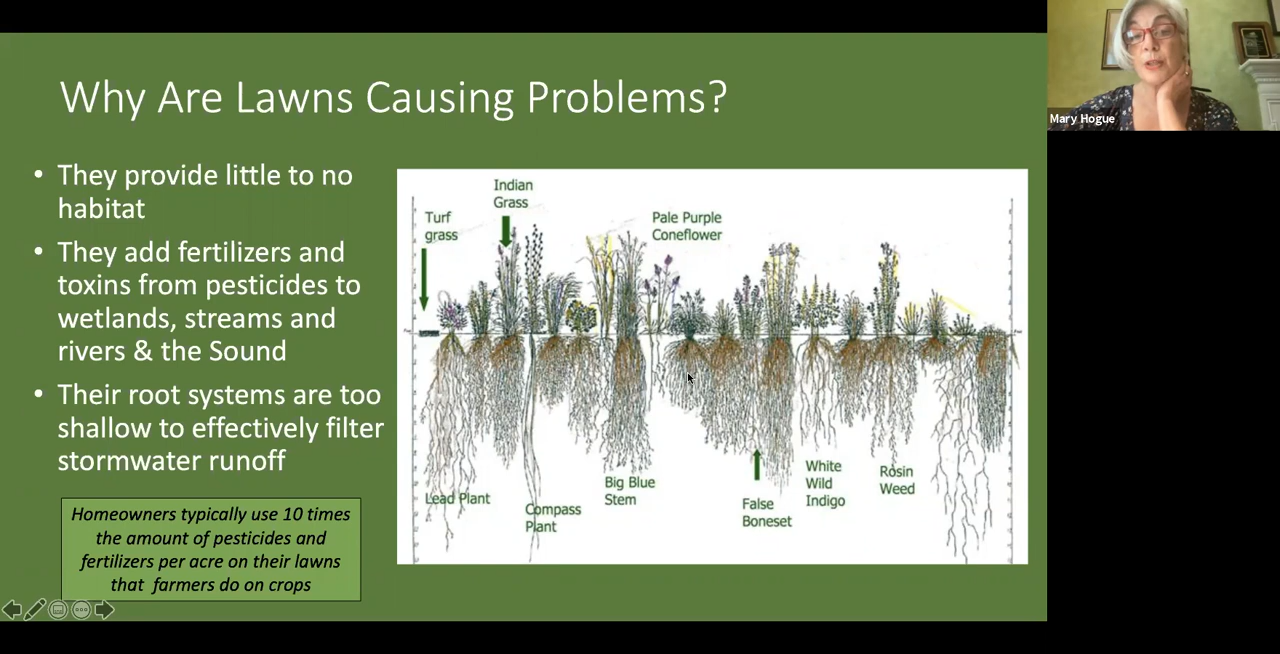 Why Are Lawns Causing Problems?
• They provide little to no
habitat
• They add fertilizers and
toxins from pesticides to
wetlands, streams and
rivers & the Sound
• Their root systems are too
shallow to effectively filter
stormwater runoff
Homeowners typically use 10 times
the amount of pesticides and
fertilizers per acre on their lawns
that farmers do on crops
Turf
grass
Indian
Grass
Pale Purple
Coneflower
Lead Plant
Compass
Plant
Big Blue
Stem
False
Boneset
White
Wild
Indigo
Rosin
Weed
Mary Hogue